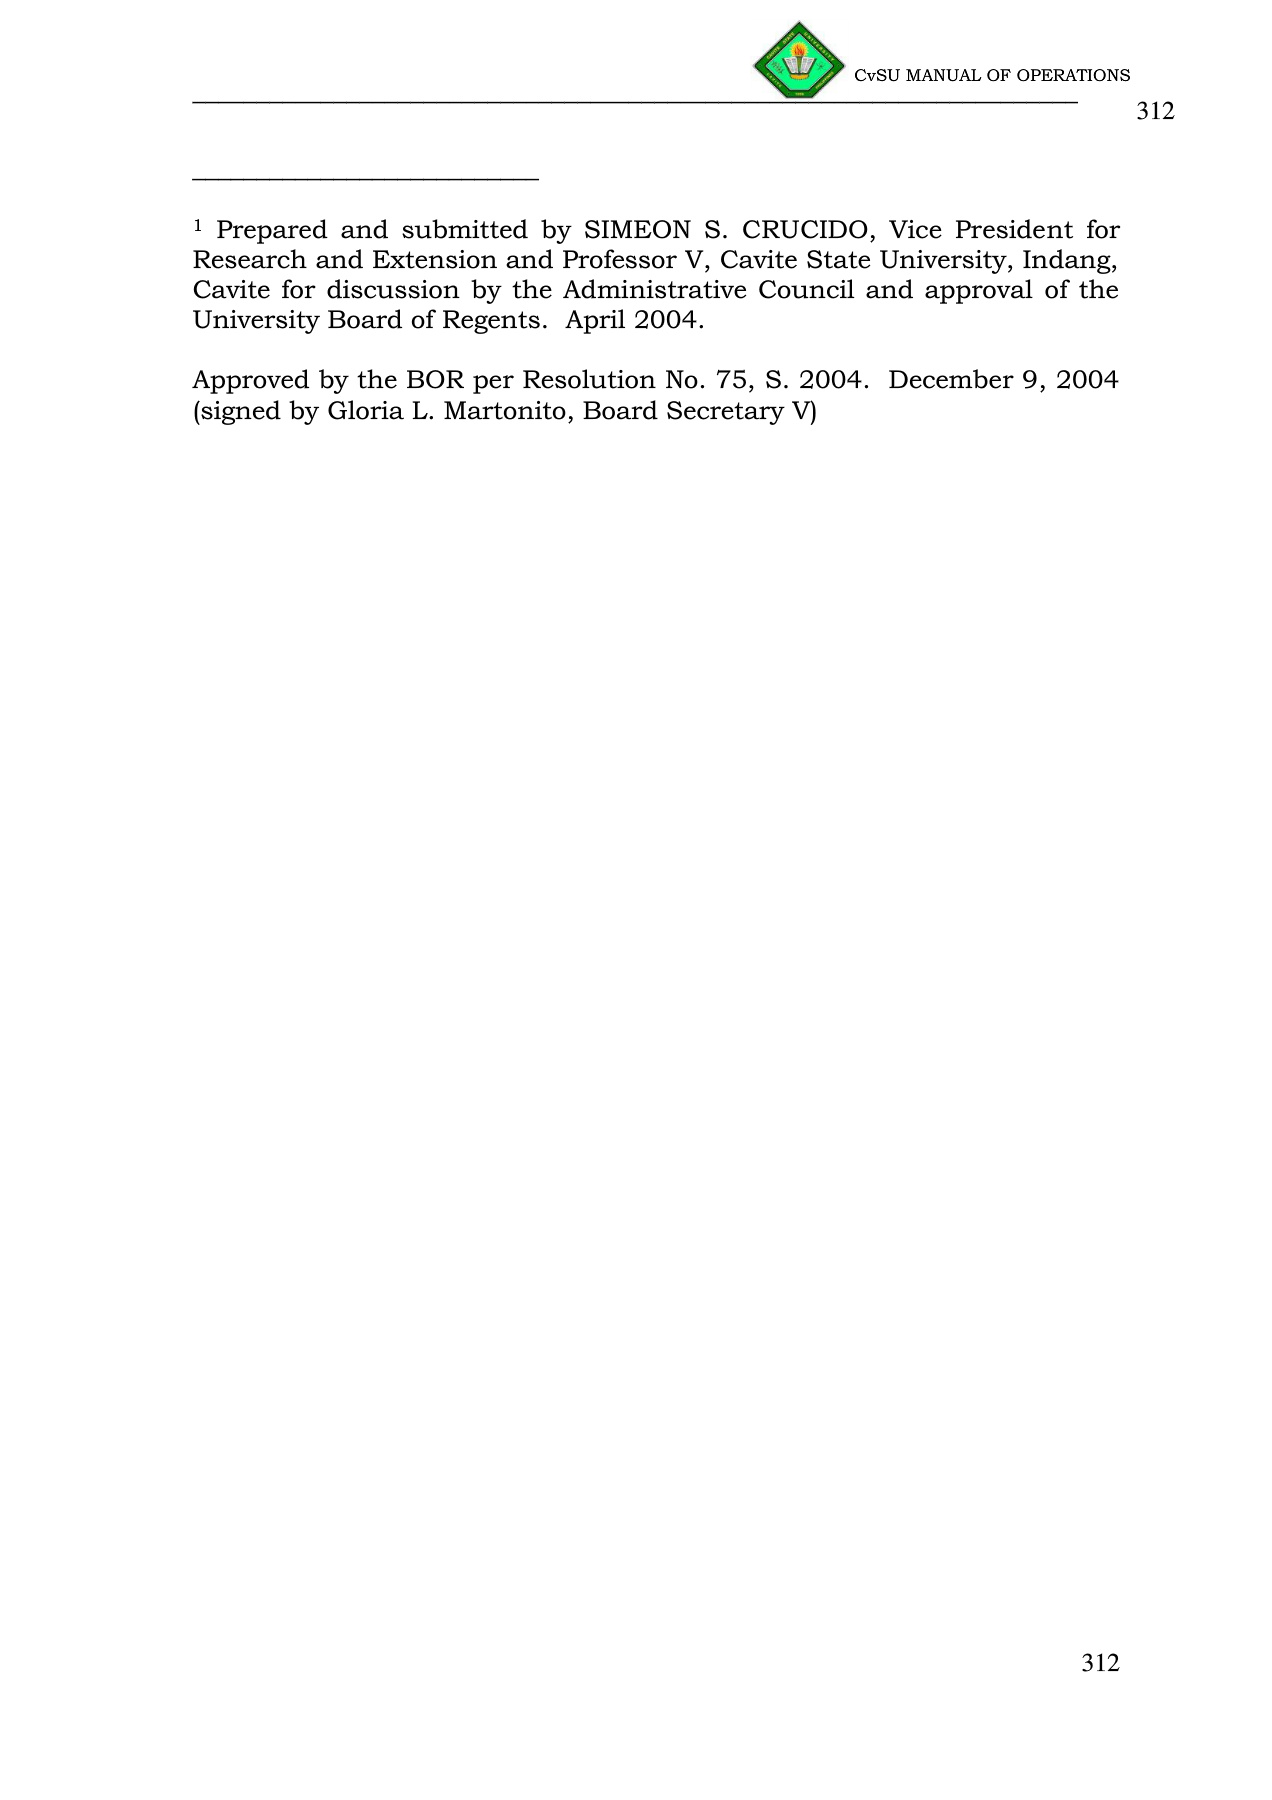 CvSU MANUAL OF OPERATIONS
312
1 Prepared and submitted by SIMEON S. CRUCIDO, Vice President for
Research and Extension and Professor V, Cavite State University, Indang,
Cavite for discussion by the Administrative Council and approval of the
University Board of Regents. April 2004.
Approved by the BOR per Resolution No. 75, S. 2004. December 9, 2004
(signed by Gloria L. Martonito, Board Secretary V)
312